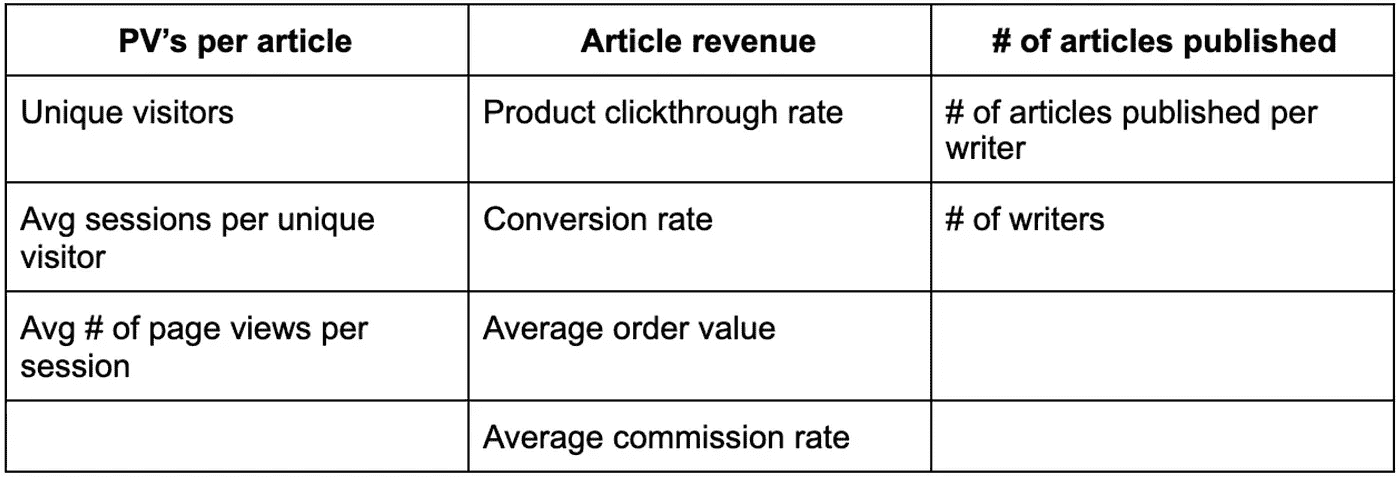 PV’s per article
Article revenue
# of articles published
Unique visitors
Product clickthrough rate
# of articles published per
writer
Avg sessions per unique
visitor
Conversion rate
# of writers
Avg # of page views per
session
Average order value
Average commission rate